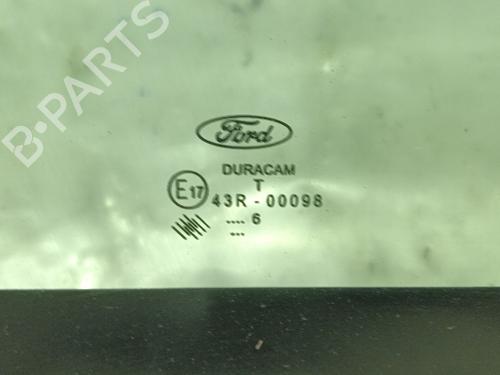 B-PARTS
Ford
DURACAM
T
E17
43R - 00098
.... 6
...